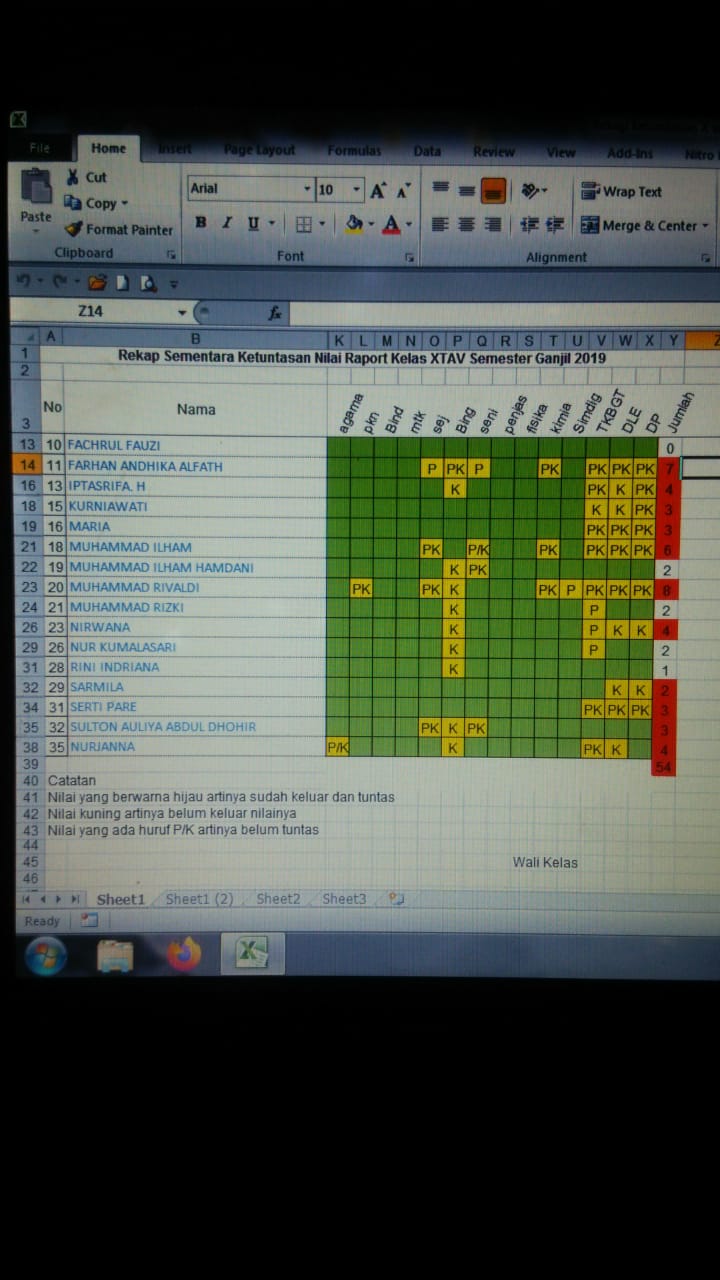 File Home Insert Page Layout Formulas Data Review View Add-Ins Nitro
Cut
Copy
Format Painter
Paste
Arial 10
B I U
Wrap Text
Merge & Center
Clipboard Font Alignment
Z14 fx
A B K L M N O P Q R S T U V W X Y Z
1 Rekap Sementara Ketuntasan Nilai Raport Kelas XTAV Semester Ganjil 2019
2
3 No Nama agama pkn Bind mtk sej Bing seni penjas fisika kimia Simdig TKBGT DLE DP Jumlah
13 10 FACHRUL FAUZI 0
14 11 FARHAN ANDHIKA ALFATH P PK P PK PK PK PK 7
16 13 IPTASRIFA. H K PK K PK 4
18 15 KURNIAWATI K K PK 3
19 16 MARIA PK PK PK 3
21 18 MUHAMMAD ILHAM PK P/K PK PK PK PK 6
22 19 MUHAMMAD ILHAM HAMDANI K PK 2
23 20 MUHAMMAD RIVALDI PK PK K PK P PK PK PK 8
24 21 MUHAMMAD RIZKI K P 2
26 23 NIRWANA K P K K 4
29 26 NUR KUMALASARI K P 2
31 28 RINI INDRIANA K 1
32 29 SARMILA K K 2
34 31 SERTI PARE PK PK PK 3
35 32 SULTON AULIYA ABDUL DHOHIR PK K PK 3
38 35 NURJANNA P/K K PK K 4
39 54
40 Catatan
41 Nilai yang berwarna hijau artinya sudah keluar dan tuntas
42 Nilai kuning artinya belum keluar nilainya
43 Nilai yang ada huruf P/K artinya belum tuntas
44
45 Wali Kelas
46
Sheet1 Sheet1 (2) Sheet2 Sheet3
Ready